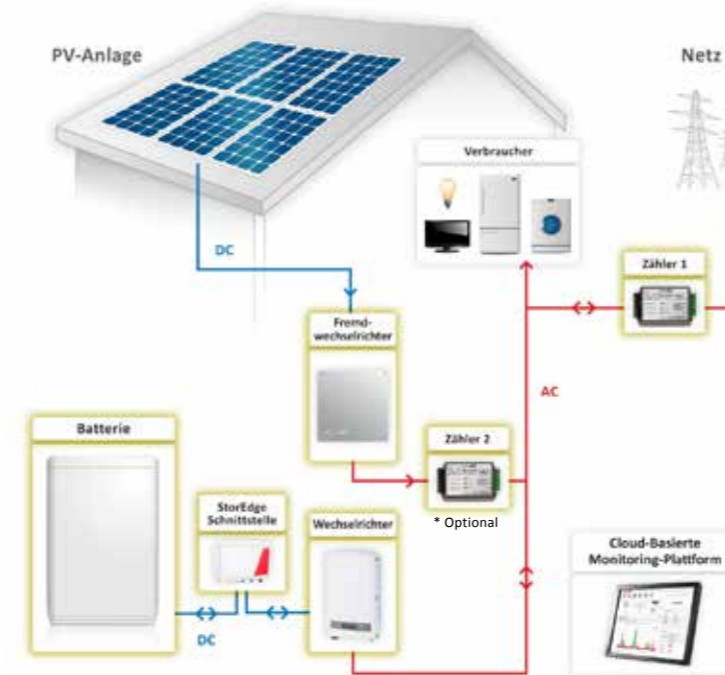 PV-Anlage
Netz
Verbraucher
DC
Zähler 1
Fremd-
wechselrichter
AC
Batterie
Zähler 2
StorEdge
Schnittstelle
Wechselrichter
* Optional
Cloud-Basierte
Monitoring-Plattform
DC